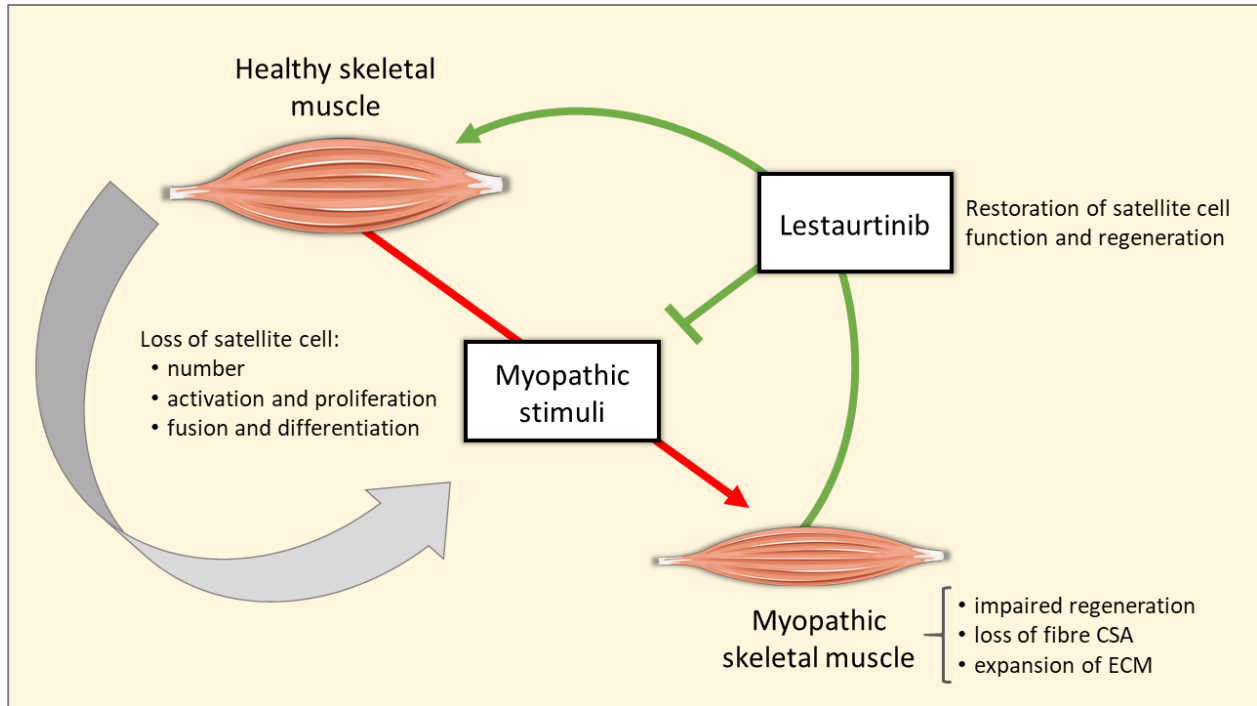 Healthy skeletal
muscle
Lestaurtinib
Restoration of satellite cell
function and regeneration
Loss of satellite cell:
• number
• activation and proliferation
• fusion and differentiation
Myopathic
stimuli
Myopathic
skeletal muscle
• impaired regeneration
• loss of fibre CSA
• expansion of ECM